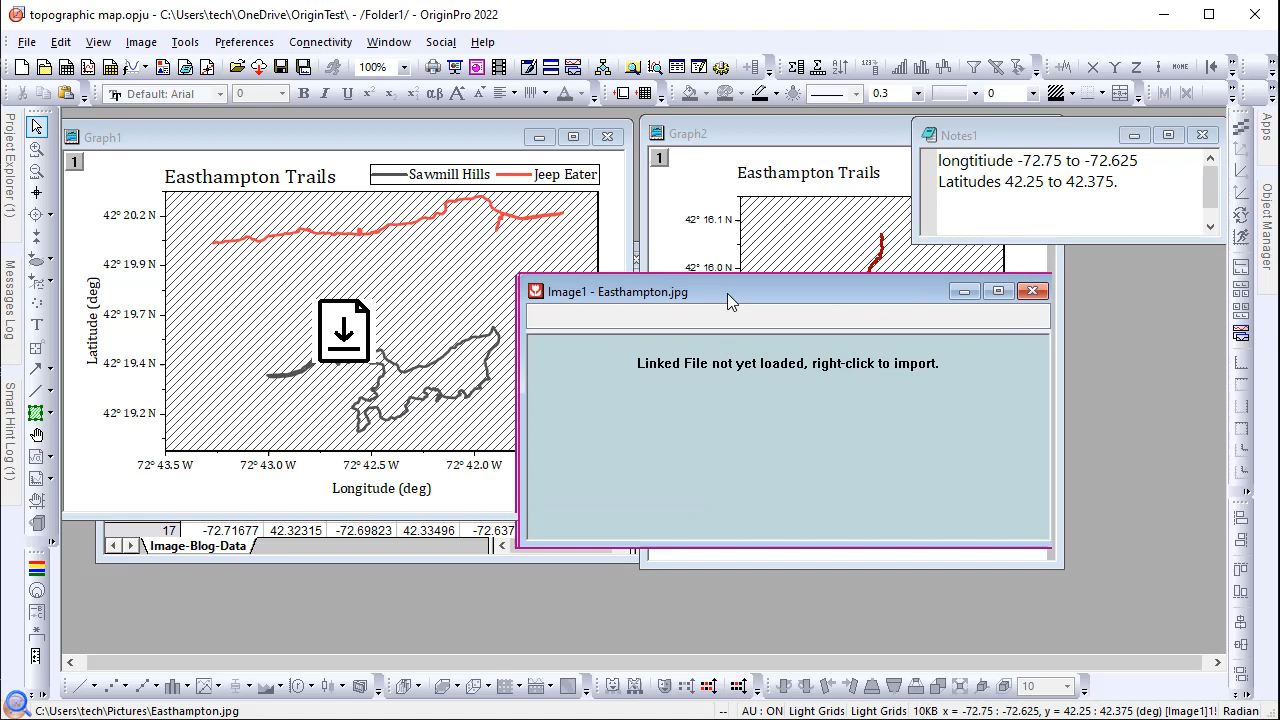 topographic map.opju - C:\Users\tech\OneDrive\OriginTest\ - /Folder1/ - OriginPro 2022
File Edit View Image Tools Preferences Connectivity Window Social Help
100%
Default: Arial 0 B I U 0.3 0
Project Explorer (1)
Messages Log
Smart Hint Log (1)
Apps
Graph1
1
Easthampton Trails
Sawmill Hills Jeep Eater
42° 20.2 N
42° 19.9 N
42° 19.7 N
42° 19.4 N
42° 19.2 N
Latitude (deg)
72° 43.5 W 72° 43.0 W 72° 42.5 W 72° 42.0 W
Longitude (deg)
17 -72.71677 42.32315 -72.69823 42.33496 -72.637
Image-Blog-Data
Graph2
1
Easthampton Trails
42° 16.1 N
42° 16.0 N
Notes1
longtitiude -72.75 to -72.625
Latitudes 42.25 to 42.375.
Image1 - Easthampton.jpg
Linked File not yet loaded, right-click to import.
10
C:\Users\tech\Pictures\Easthampton.jpg -- AU : ON Light Grids Light Grids 10KB x = -72.75 : -72.625, y = 42.25 : 42.375 (deg) [Image1]1! Radian